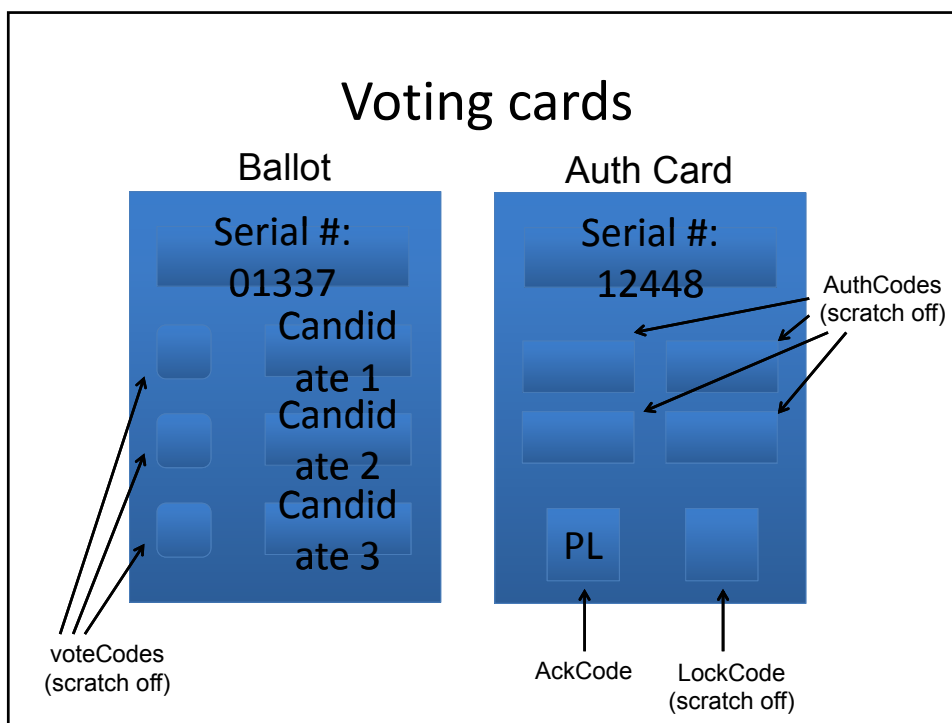 Voting cards
Ballot
Serial #:
01337
Candid
ate 1
Candid
ate 2
Candid
ate 3
voteCodes
(scratch off)
Auth Card
Serial #:
12448
AuthCodes
(scratch off)
PL
AckCode
LockCode
(scratch off)